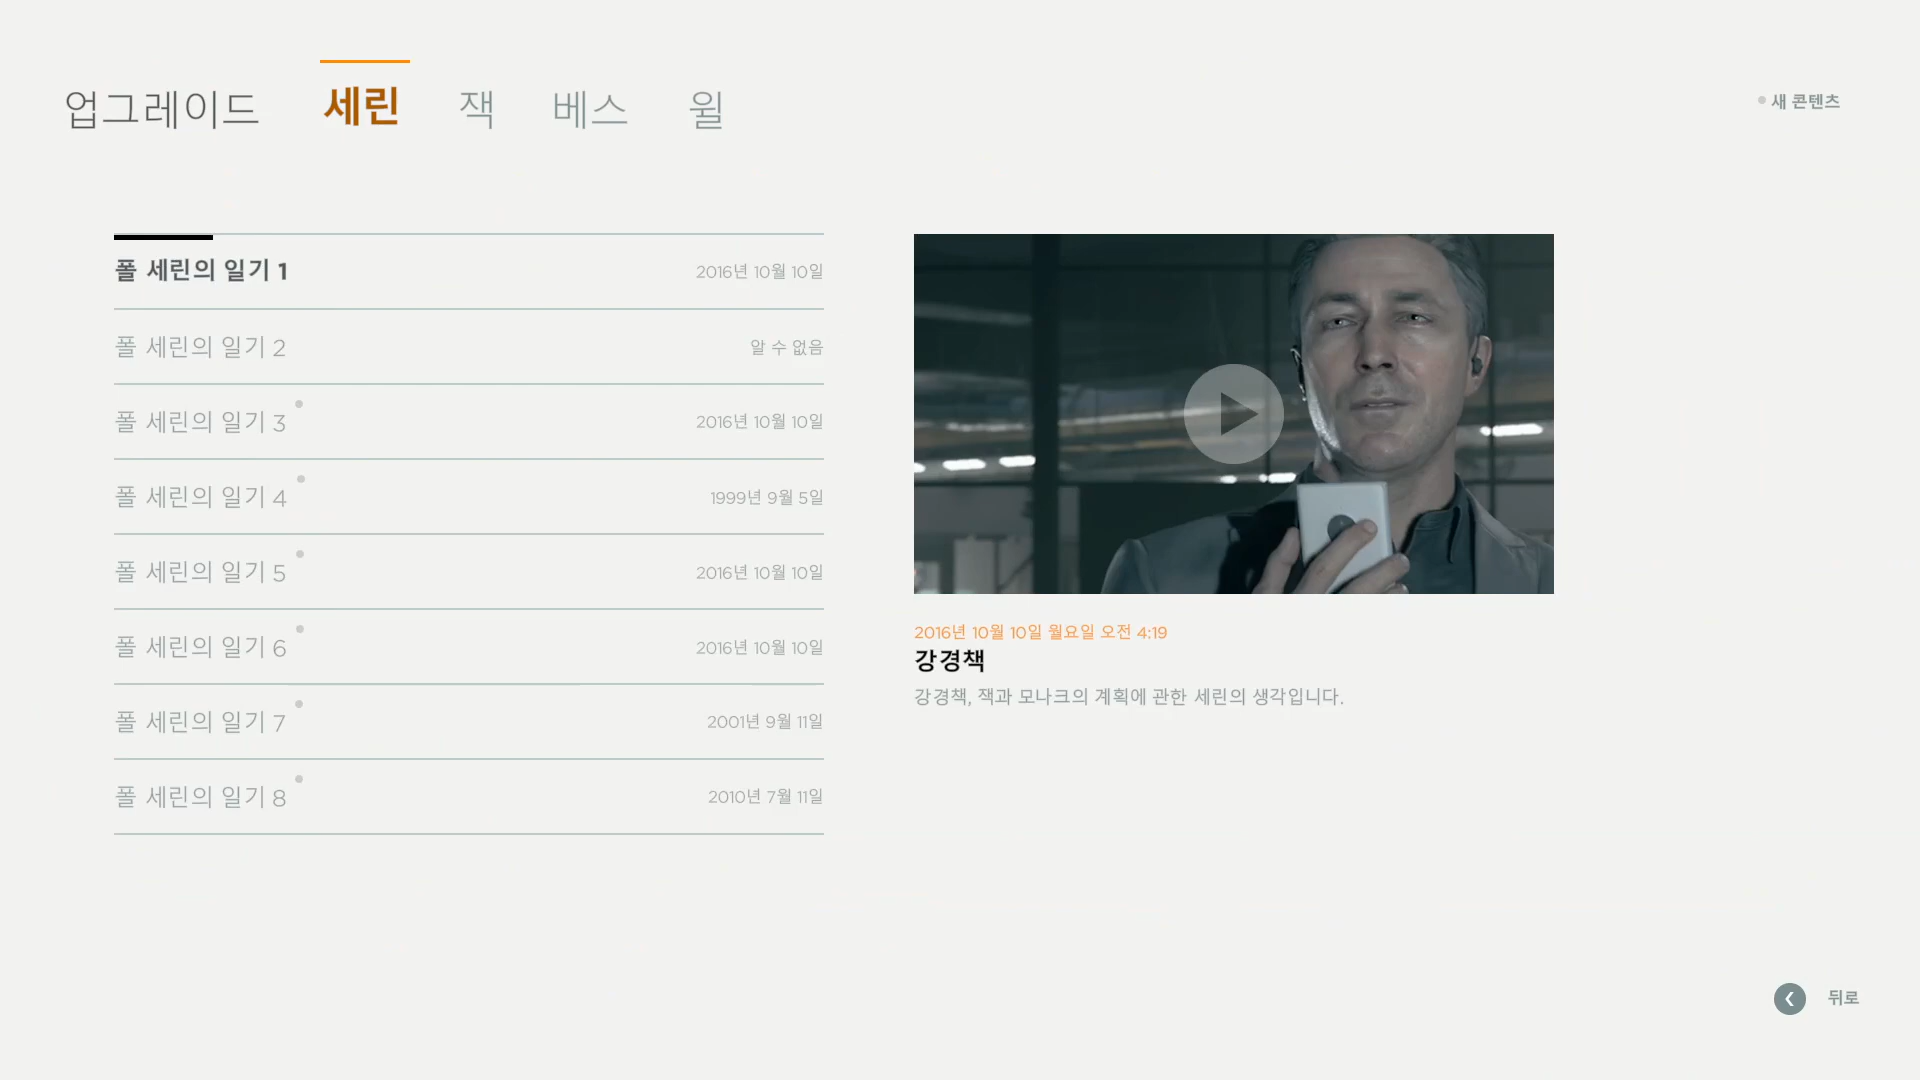 업그레이드 세린 잭 베스 윌
새 콘텐츠
폴 세린의 일기 1 2016년 10월 10일
폴 세린의 일기 2 알 수 없음
폴 세린의 일기 3 2016년 10월 10일
폴 세린의 일기 4 1999년 9월 5일
폴 세린의 일기 5 2016년 10월 10일
폴 세린의 일기 6 2016년 10월 10일
폴 세린의 일기 7 2001년 9월 11일
폴 세린의 일기 8 2010년 7월 11일
2016년 10월 10일 월요일 오전 4:19
강경책
강경책, 잭과 모나크의 계획에 관한 세린의 생각입니다.
뒤로